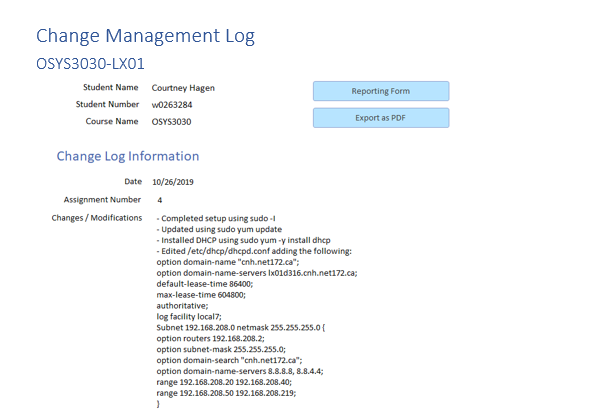 Change Management Log
OSYS3030-LX01
Student Name Courtney Hagen
Reporting Form
Student Number w0263284
Course Name OSYS3030
Export as PDF
Change Log Information
Date 10/26/2019
Assignment Number 4
Changes / Modifications - Completed setup using sudo -I
- Updated using sudo yum update
- Installed DHCP using sudo yum -y install dhcp
- Edited /etc/dhcp/dhcpd.conf adding the following:
option domain-name "cnh.net172.ca";
option domain-name-servers lx01d316.cnh.net172.ca;
default-lease-time 86400;
max-lease-time 604800;
authoritative;
log facility local7;
Subnet 192.168.208.0 netmask 255.255.255.0 {
option routers 192.168.208.2;
option subnet-mask 255.255.255.0;
option domain-search "cnh.net172.ca";
option domain-name-servers 8.8.8.8, 8.8.4.4;
range 192.168.208.20 192.168.208.40;
range 192.168.208.50 192.168.208.219;
}